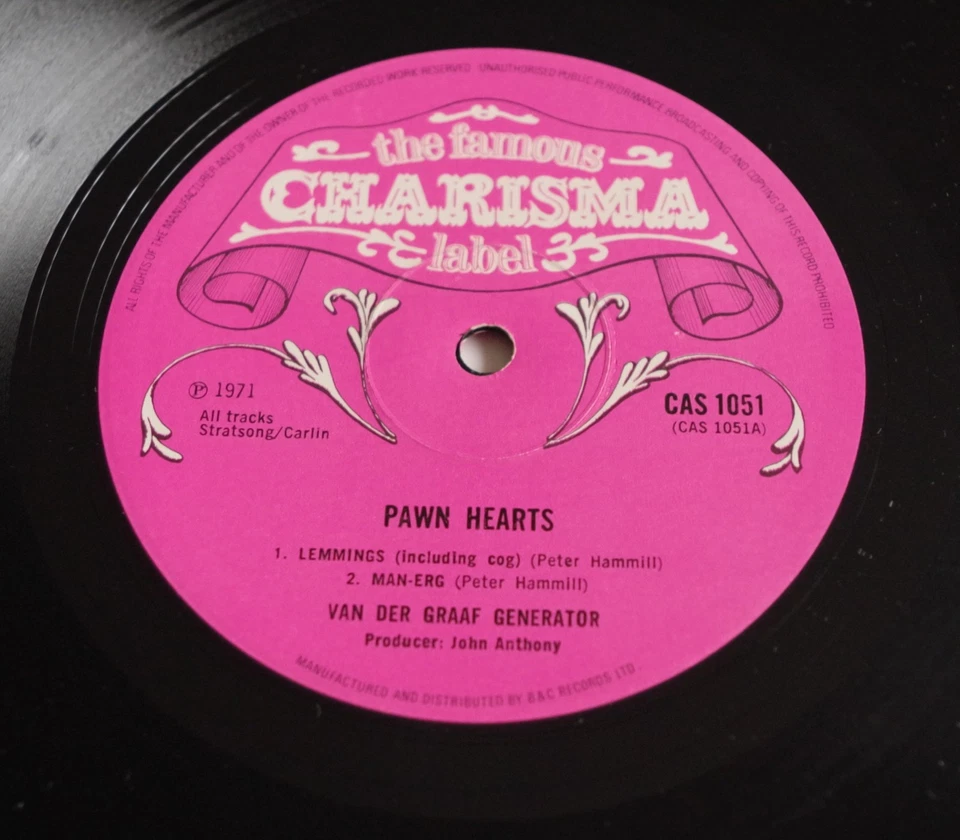 ALL RIGHTS OF THE MANUFACTURER AND OF THE OWNER OF THE RECORDED WORK RESERVED UNAUTHORISED PUBLIC PERFORMANCE BROADCASTING AND COPYING OF THIS RECORD PROHIBITED
the famous
CHARISMA
label
Ⓟ 1971
All tracks
Stratsong/Carlin
CAS 1051
(CAS 1051A)
PAWN HEARTS
1. LEMMINGS (including cog) (Peter Hammill)
2. MAN-ERG (Peter Hammill)
VAN DER GRAAF GENERATOR
Producer: John Anthony
MANUFACTURED AND DISTRIBUTED BY B&C RECORDS LTD.